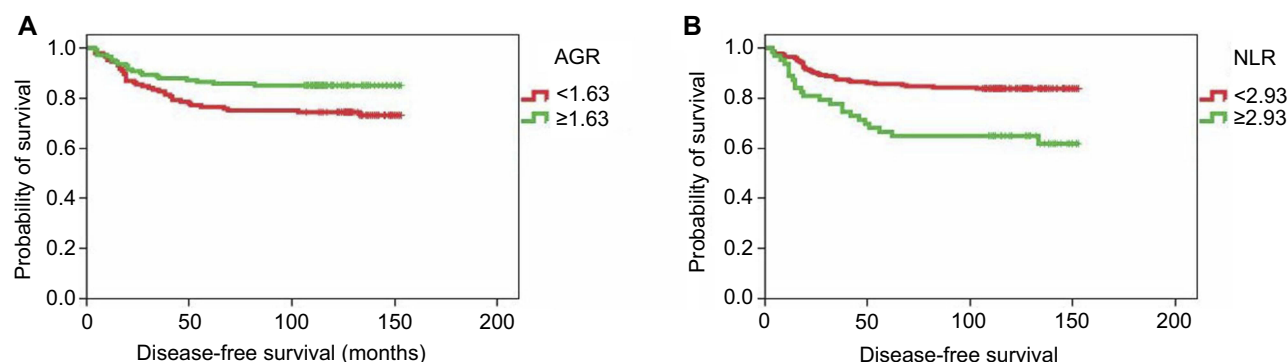 A
Probability of survival
1.0
0.8
0.6
0.4
0.2
0.0
0 50 100 150 200
Disease-free survival (months)
AGR
<1.63
≥1.63
B
Probability of survival
1.0
0.8
0.6
0.4
0.2
0.0
0 50 100 150 200
Disease-free survival
NLR
<2.93
≥2.93